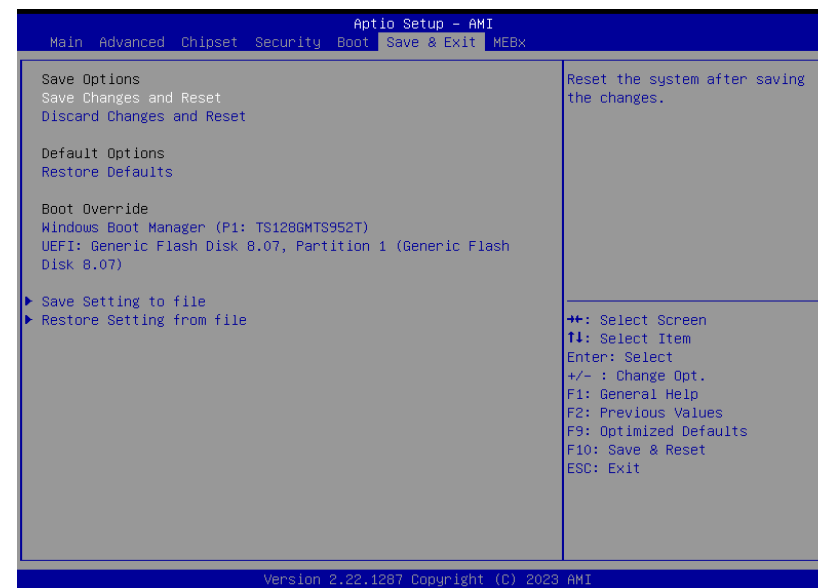 Aptio Setup – AMI
Main Advanced Chipset Security Boot Save & Exit MEBx
Save Options
Save Changes and Reset
Discard Changes and Reset
Default Options
Restore Defaults
Boot Override
Windows Boot Manager (P1: TS128GMTS952T)
UEFI: Generic Flash Disk 8.07, Partition 1 (Generic Flash
Disk 8.07)
▶ Save Setting to file
▶ Restore Setting from file
Reset the system after saving
the changes.
→←: Select Screen
↑↓: Select Item
Enter: Select
+/- : Change Opt.
F1: General Help
F2: Previous Values
F9: Optimized Defaults
F10: Save & Reset
ESC: Exit
Version 2.22.1287 Copyright (C) 2023 AMI